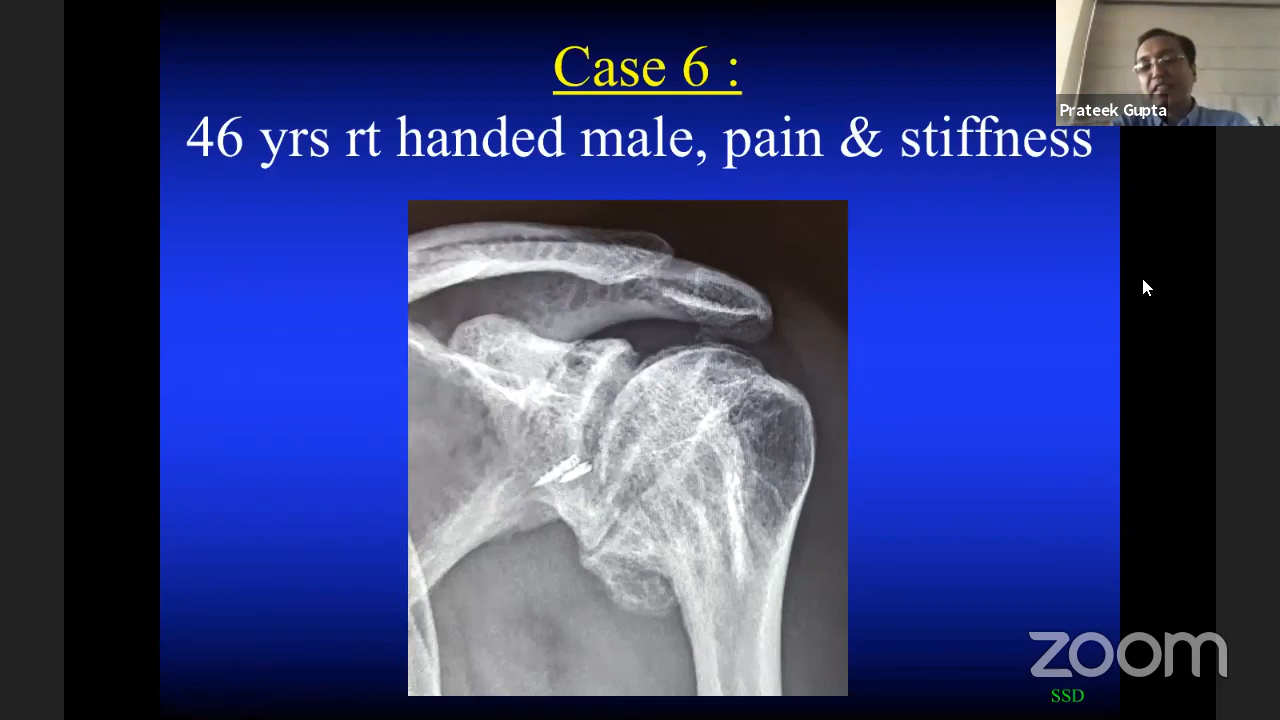 Case 6 :
Prateek Gupta
46 yrs rt handed male, pain & stiffness
zoom
SSD